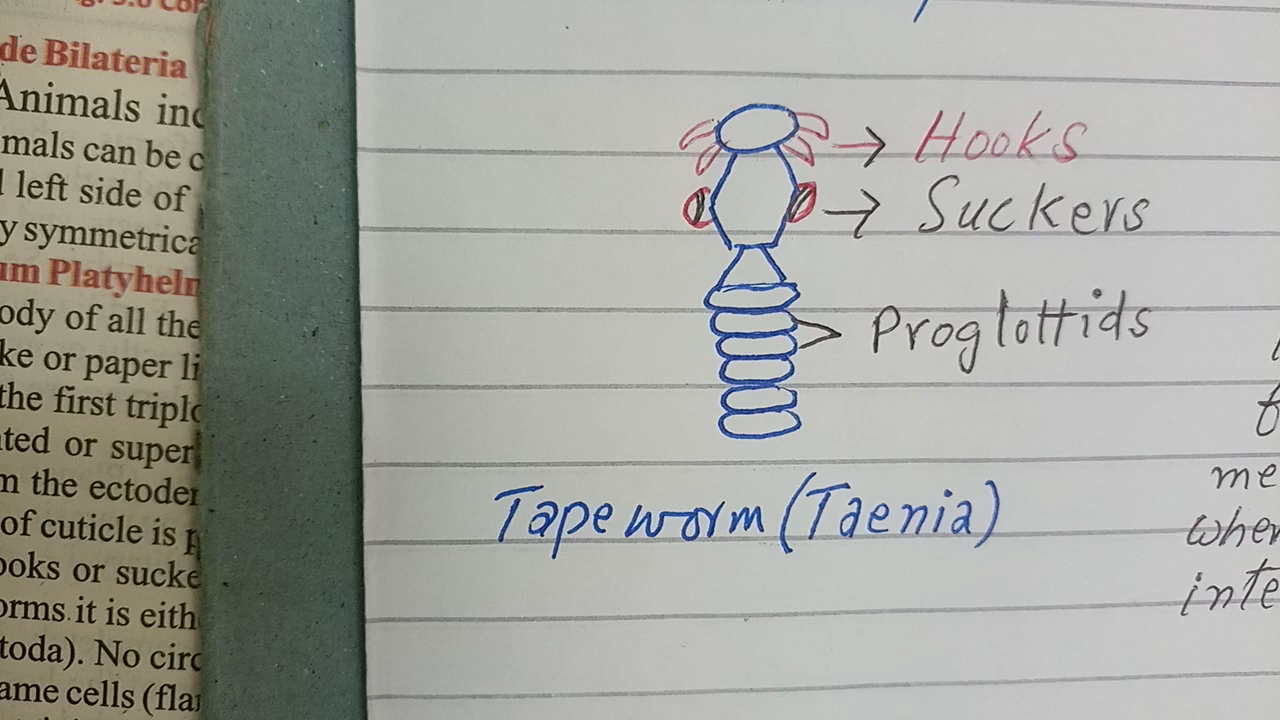 de Bilateria
Animals inc
mals can be c
left side of
y symmetrica
um Platyheln
ody of all the
ke or paper li
the first triplo
ated or super
m the ectoder
of cuticle is p
ooks or sucke
orms it is eith
toda). No circ
ame cells (flar
Hooks
Suckers
Proglottids
Tapeworm (Taenia)
me
when
inte